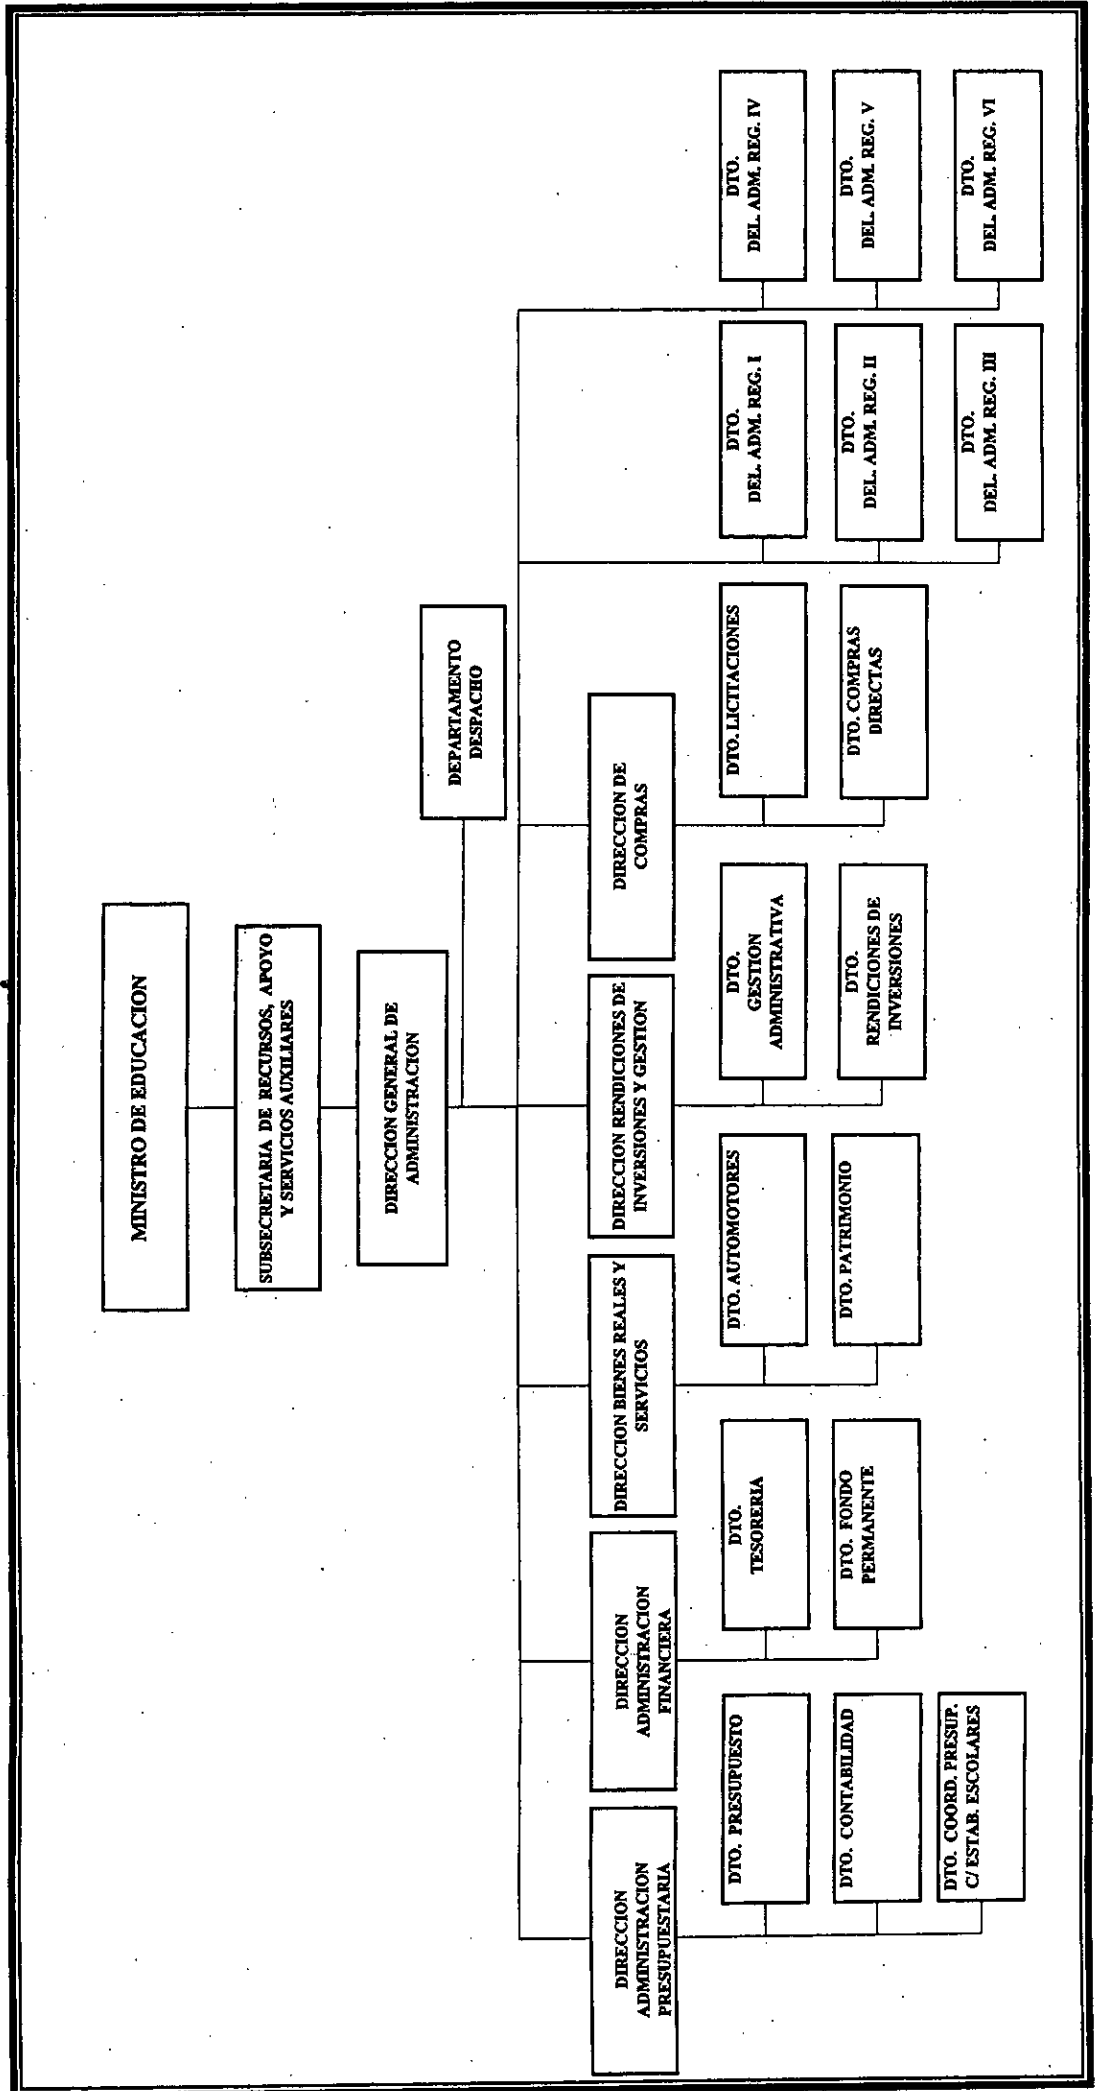 MINISTRO DE EDUCACION
SUBSECRETARIA DE RECURSOS, APOYO
Y SERVICIOS AUXILIARES
DIRECCION GENERAL DE
ADMINISTRACION
DEPARTAMENTO
DESPACHO
DIRECCION
ADMINISTRACION
PRESUPUESTARIA
DTO. PRESUPUESTO
DTO. CONTABILIDAD
DTO. COORD. PRESUP.
C/ ESTAB. ESCOLARES
DIRECCION
ADMINISTRACION
FINANCIERA
DTO.
TESORERIA
DTO. FONDO
PERMANENTE
DIRECCION BIENES REALES Y
SERVICIOS
DTO. AUTOMOTORES
DTO. PATRIMONIO
DIRECCION RENDICIONES DE
INVERSIONES Y GESTION
DTO.
GESTION
ADMINISTRATIVA
DTO.
RENDICIONES DE
INVERSIONES
DIRECCION DE
COMPRAS
DTO. LICITACIONES
DTO. COMPRAS
DIRECTAS
DTO.
DEL. ADM. REG. I
DTO.
DEL. ADM. REG. II
DTO.
DEL. ADM. REG. III
DTO.
DEL. ADM. REG. IV
DTO.
DEL. ADM. REG. V
DTO.
DEL. ADM. REG. VI